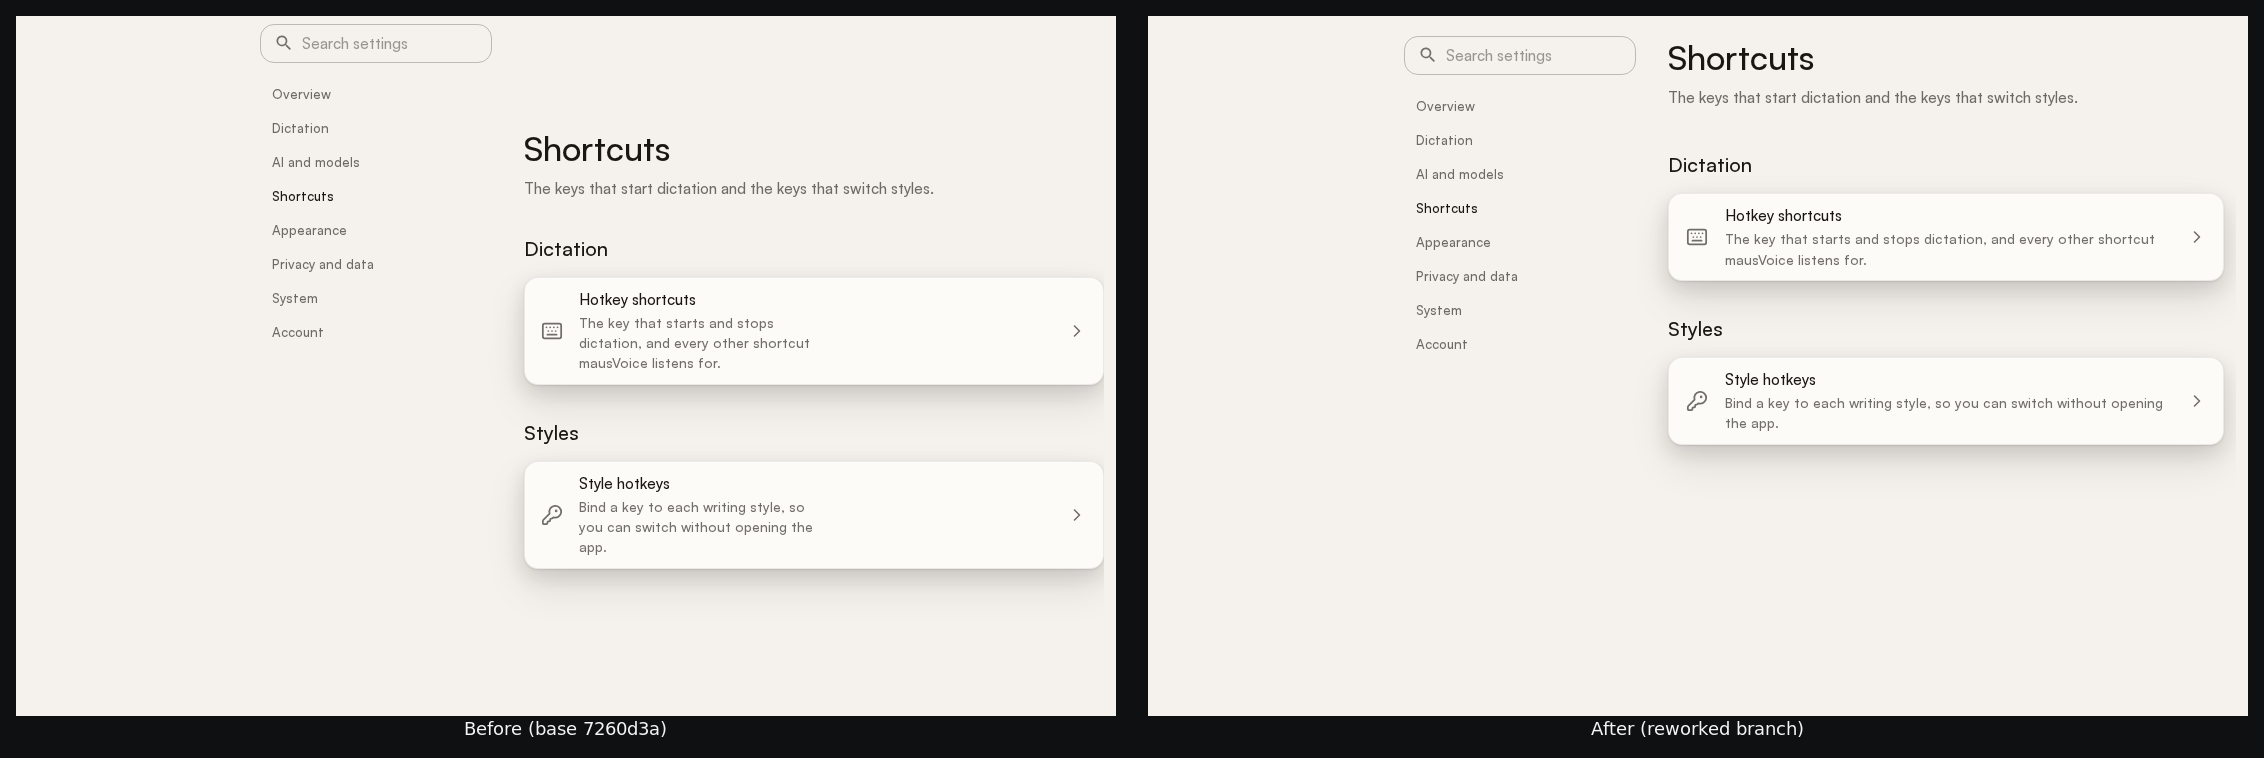 Search settings
Overview
Dictation
AI and models
Shortcuts
Appearance
Privacy and data
System
Account
Shortcuts
The keys that start dictation and the keys that switch styles.
Dictation
Hotkey shortcuts
The key that starts and stops
dictation, and every other shortcut
mausVoice listens for.
Styles
Style hotkeys
Bind a key to each writing style, so
you can switch without opening the
app.
Before (base 7260d3a)
Search settings
Overview
Dictation
AI and models
Shortcuts
Appearance
Privacy and data
System
Account
Shortcuts
The keys that start dictation and the keys that switch styles.
Dictation
Hotkey shortcuts
The key that starts and stops dictation, and every other shortcut
mausVoice listens for.
Styles
Style hotkeys
Bind a key to each writing style, so you can switch without opening
the app.
After (reworked branch)